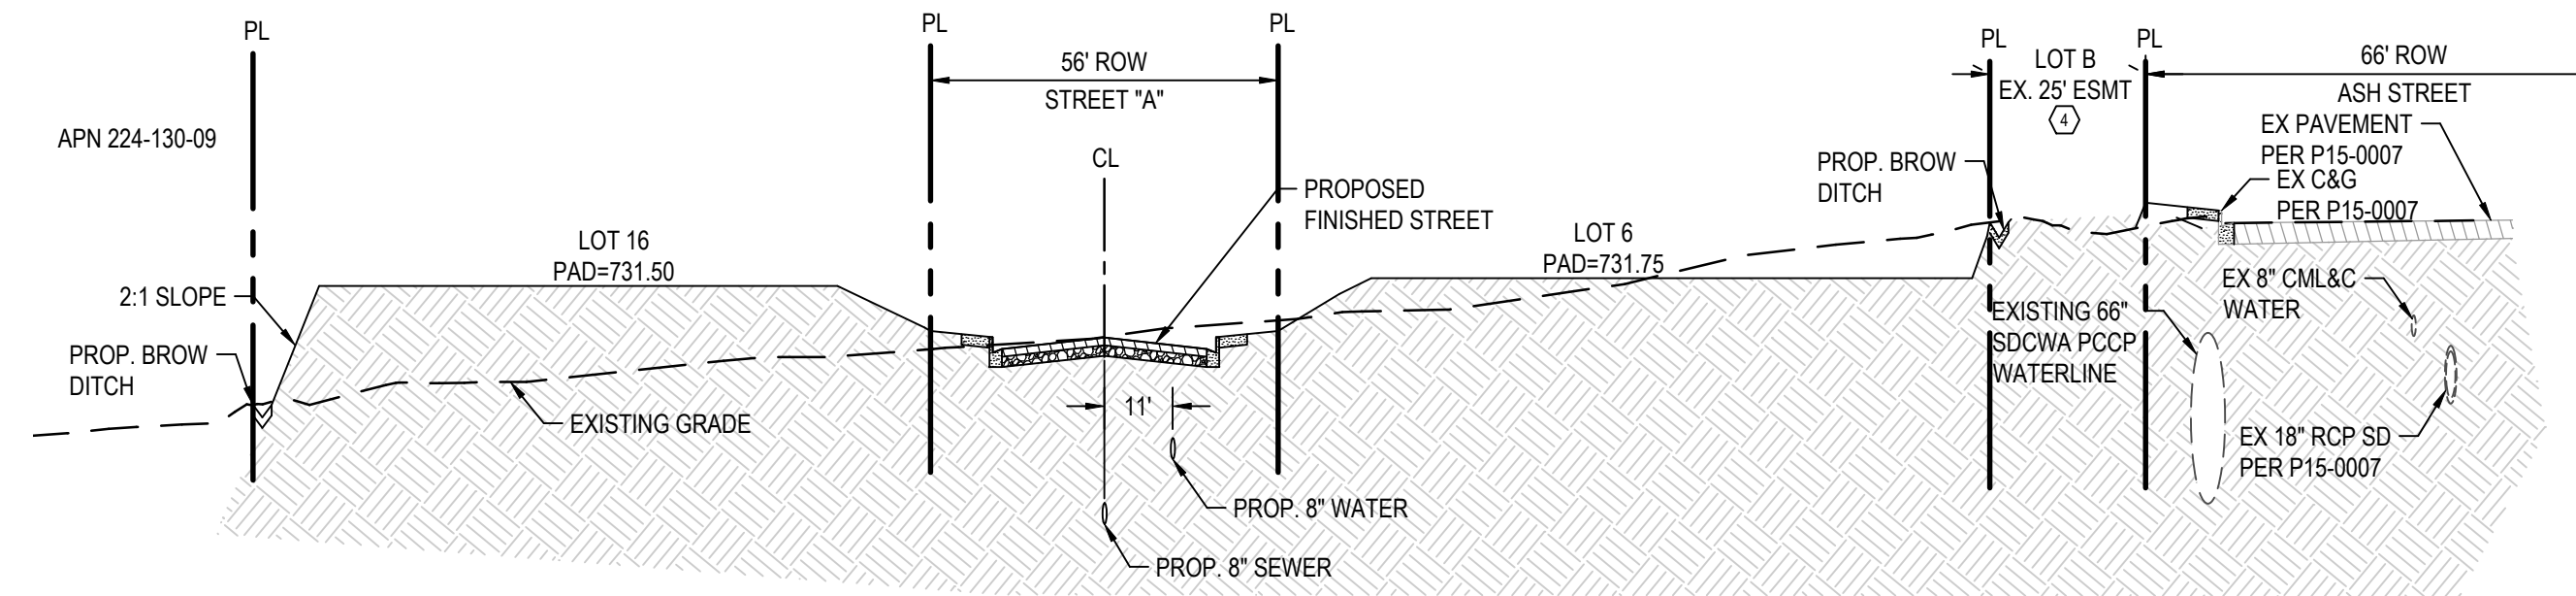 PL
APN 224-130-09
2:1 SLOPE
PROP. BROW
DITCH
LOT 16
PAD=731.50
EXISTING GRADE
PL
56' ROW
STREET "A"
PL
CL
PROPOSED
FINISHED STREET
11'
PROP. 8" WATER
PROP. 8" SEWER
LOT 6
PAD=731.75
PROP. BROW
DITCH
PL
LOT B
EX. 25' ESMT
4
PL
66' ROW
ASH STREET
EX PAVEMENT
PER P15-0007
EX C&G
PER P15-0007
EXISTING 66"
SDCWA PCCP
WATERLINE
EX 8" CML&C
WATER
EX 18" RCP SD
PER P15-0007